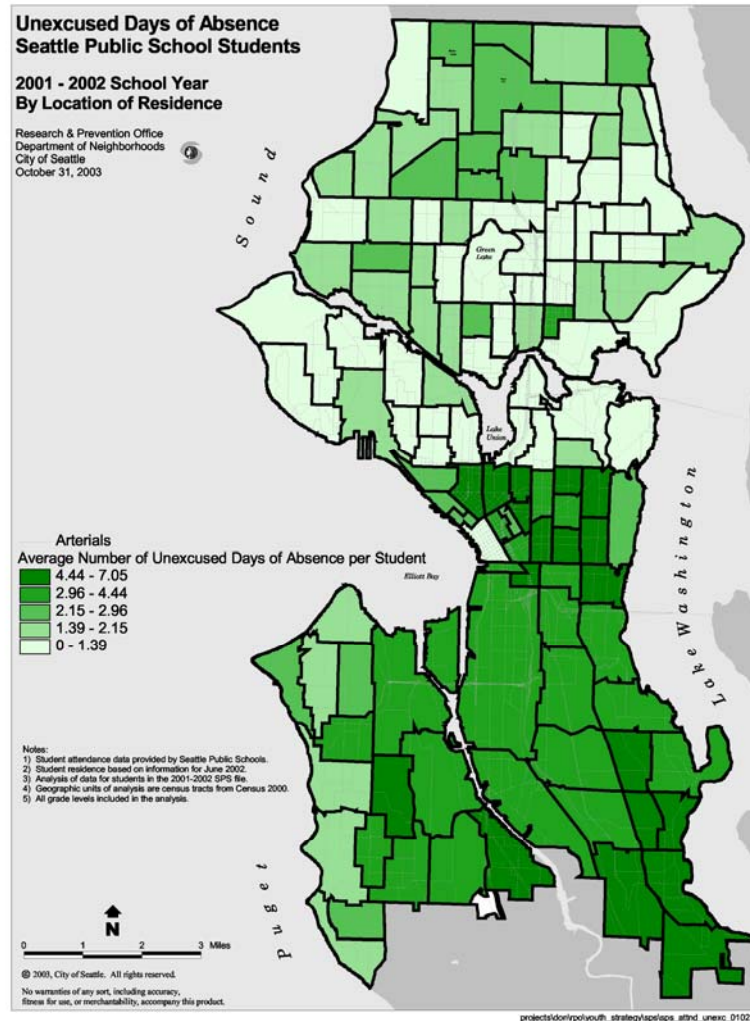 Unexcused Days of Absence
Seattle Public School Students
2001 - 2002 School Year
By Location of Residence
Research & Prevention Office
Department of Neighborhoods
City of Seattle
October 31, 2003
Sound
Green
Lake
Lake
Union
Lake Washington
Arterials
Average Number of Unexcused Days of Absence per Student
4.44 - 7.05
2.96 - 4.44
2.15 - 2.96
1.39 - 2.15
0 - 1.39
Elliott Bay
Notes:
1) Student attendance data provided by Seattle Public Schools.
2) Student residence based on information for June 2002.
3) Analysis of data for students in the 2001-2002 SPS file.
4) Geographic units of analysis are census tracts from Census 2000.
5) All grade levels included in the analysis.
Puget
N
0 1 2 3 Miles
© 2003, City of Seattle. All rights reserved.
No warranties of any sort, including accuracy,
fitness for use, or merchantability, accompany this product.
projects\don\rpo\youth_strategy\sps\sps_attnd_unexc_0102